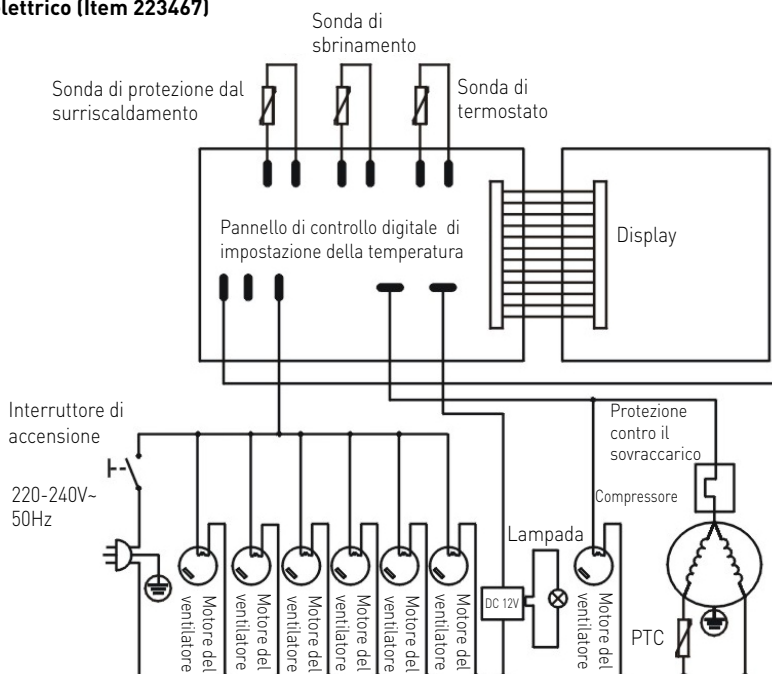 elettrico (Item 223467)
Sonda di
sbrinamento
Sonda di protezione dal
surriscaldamento
Sonda di
termostato
Pannello di controllo digitale di
impostazione della temperatura
Display
Interruttore di
accensione
220-240V~
50Hz
Protezione
contro il
sovraccarico
Compressore
Lampada
DC 12V
PTC
Motore del
ventilatore
Motore del
ventilatore
Motore del
ventilatore
Motore del
ventilatore
Motore del
ventilatore
Motore del
ventilatore
Motore del
ventilatore